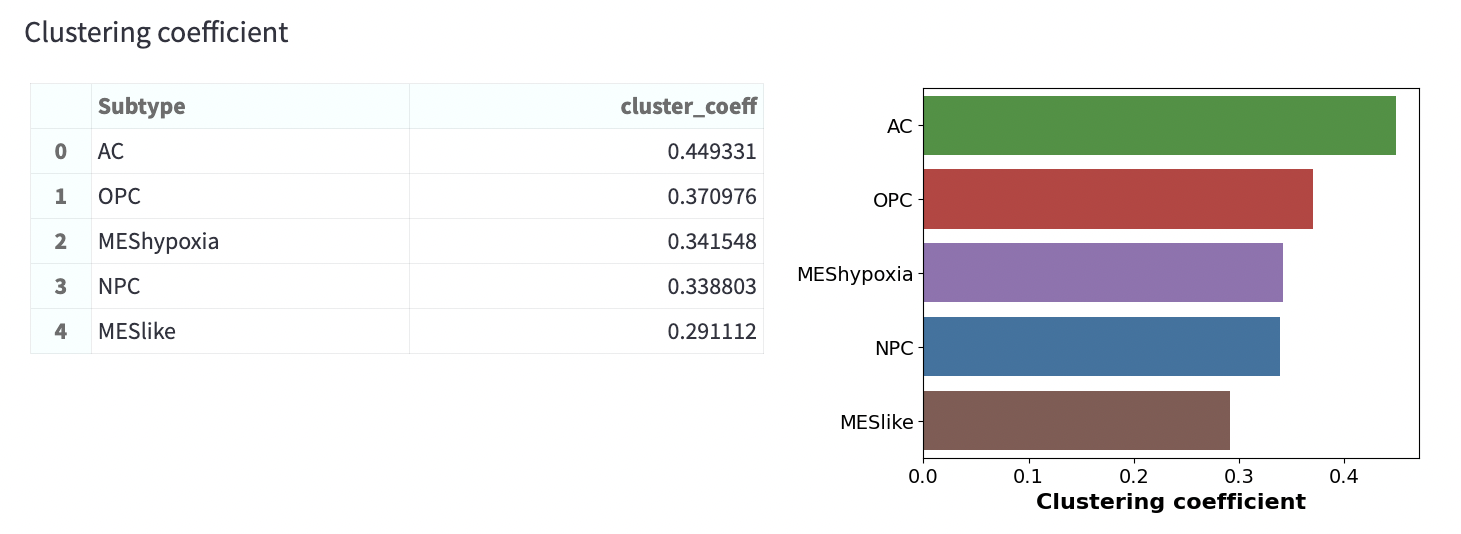 Clustering coefficient
Subtype cluster_coeff
0 AC 0.449331
1 OPC 0.370976
2 MEShypoxia 0.341548
3 NPC 0.338803
4 MESlike 0.291112
AC
OPC
MEShypoxia
NPC
MESlike
0.0 0.1 0.2 0.3 0.4
Clustering coefficient